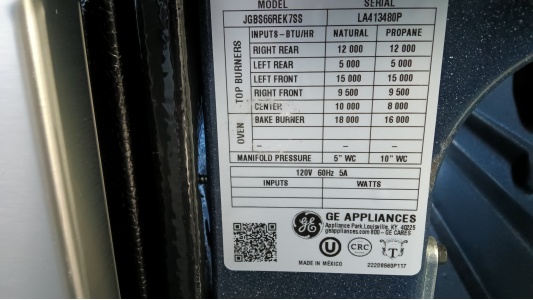 MODEL SERIAL
JGBS66REK7SS LA413480P
INPUTS - BTU/HR NATURAL PROPANE
TOP BURNERS
RIGHT REAR 12 000 12 000
LEFT REAR 5 000 5 000
LEFT FRONT 15 000 15 000
RIGHT FRONT 9 500 9 500
CENTER 10 000 8 000
OVEN
BAKE BURNER 18 000 16 000
– – –
MANIFOLD PRESSURE 5" WC 10" WC
120V 60Hz 5A
INPUTS WATTS
GE GE APPLIANCES
Appliance Park, Louisville, KY, 40225
geappliances.com 800 - GE CARES
U CRC T
MADE IN MÉXICO